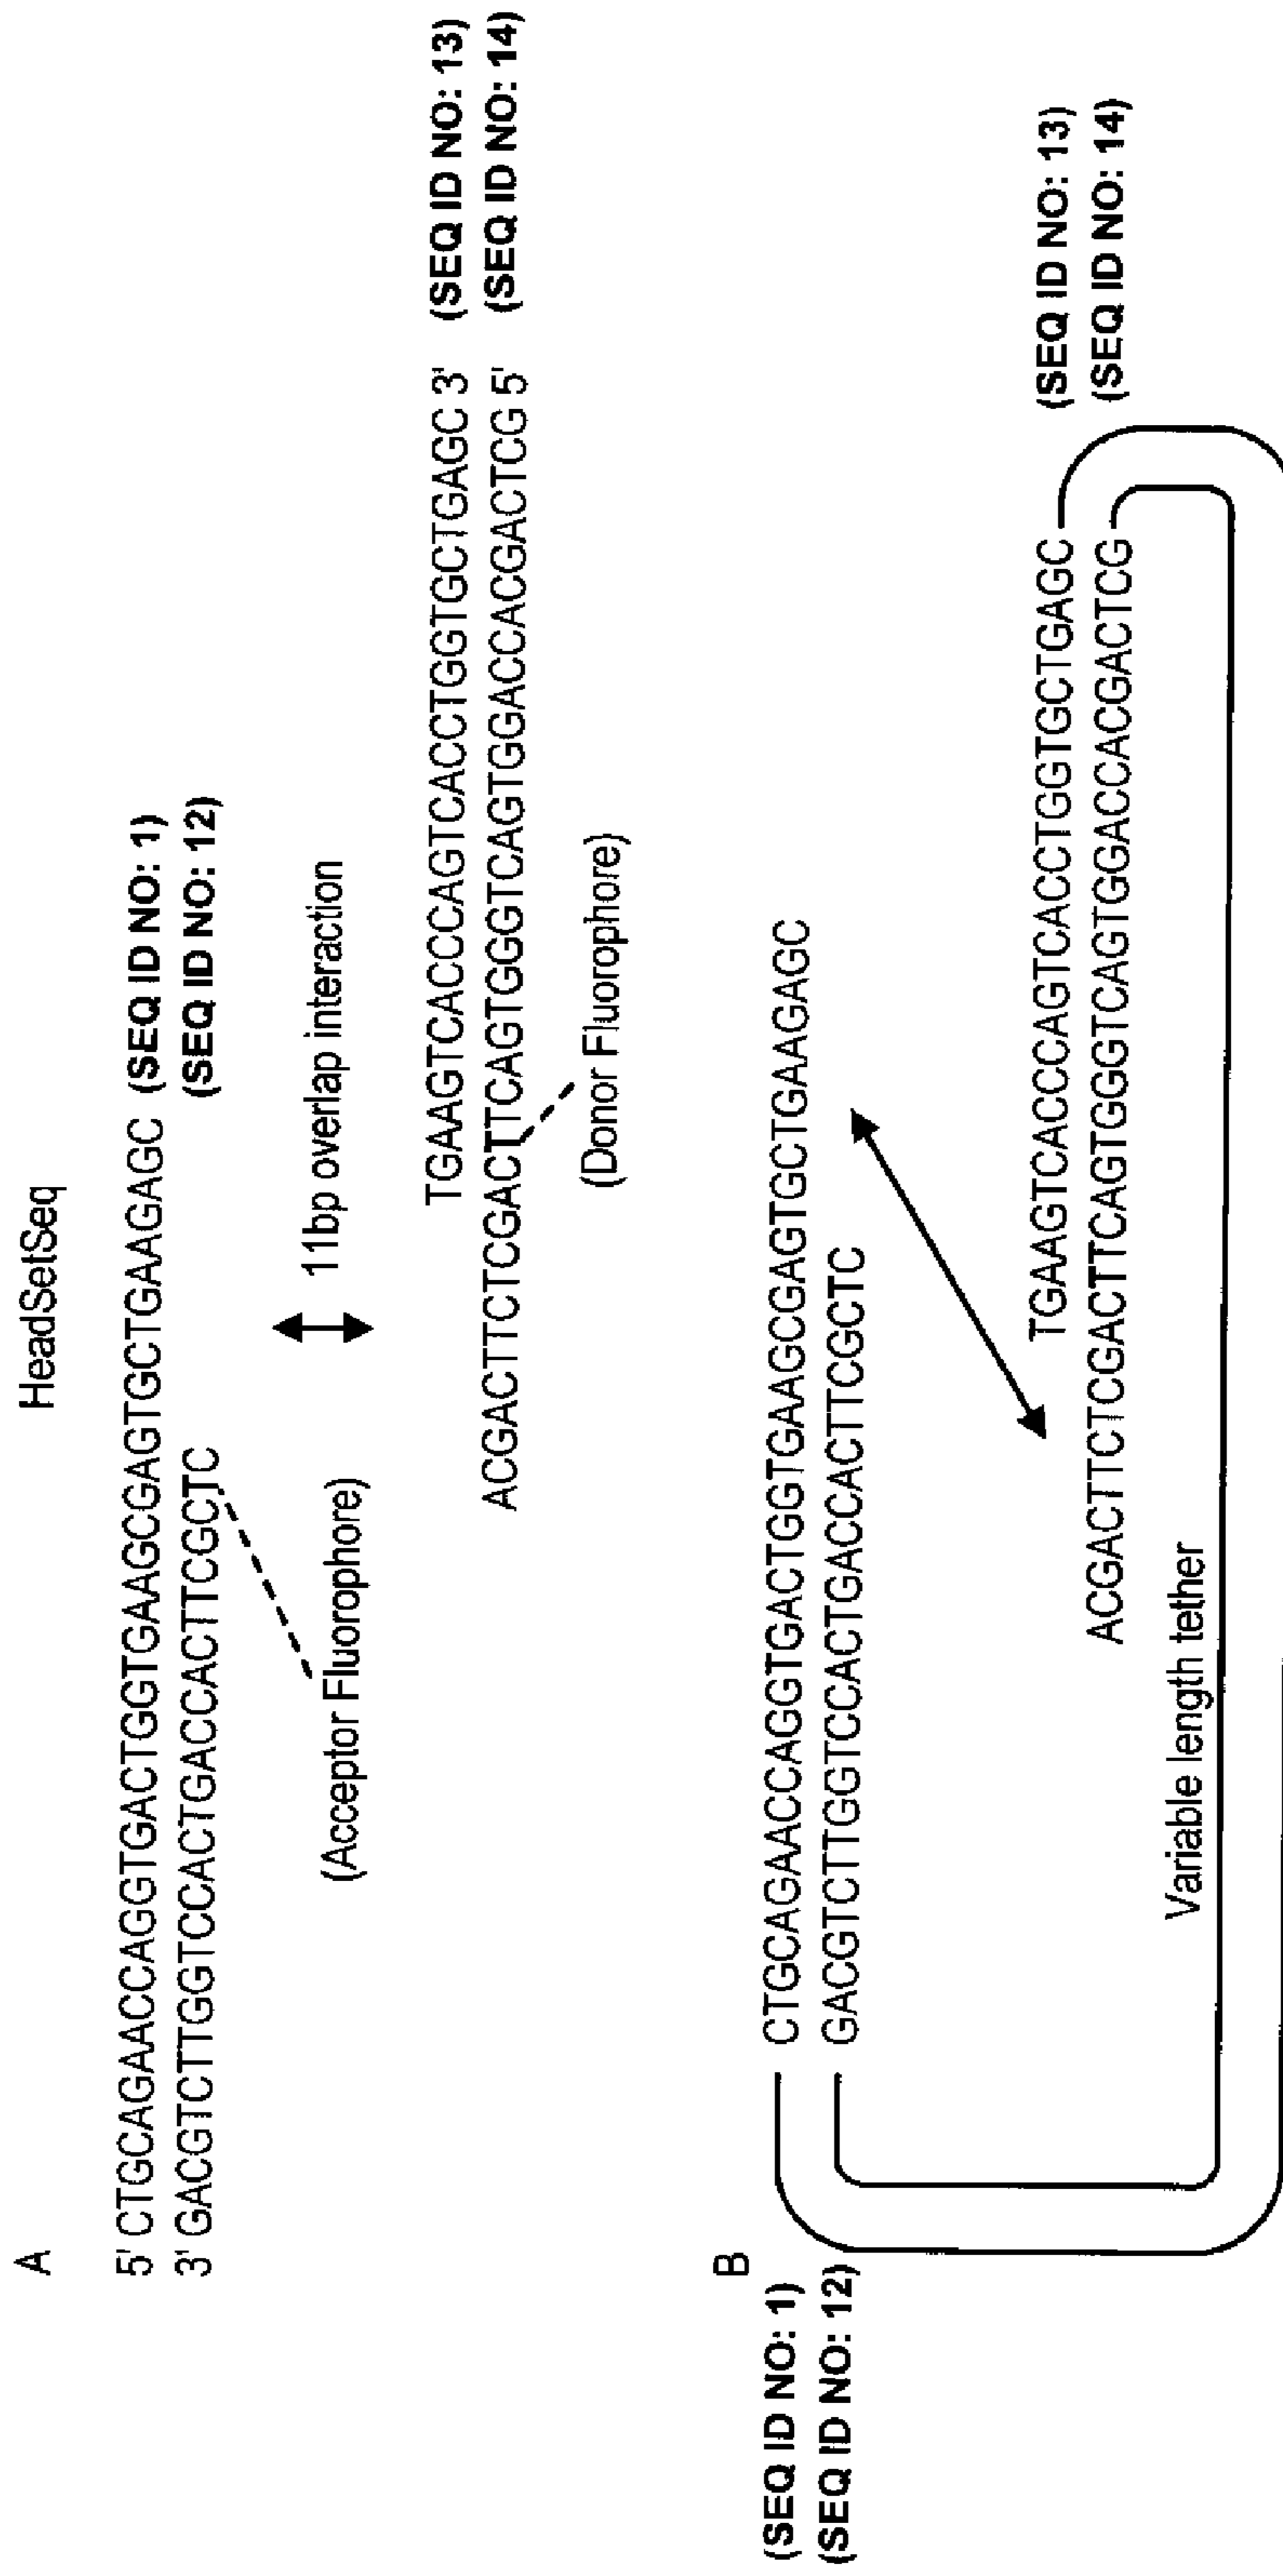 HeadSetSeq
A
5' CTGCAGAACCAGGTGACTGGTGAAGCGAGTGCTGAAGAGC (SEQ ID NO: 1)
3' GACGTCTTGGTCCACTGACCACTTCGCTC (SEQ ID NO: 12)
(Acceptor Fluorophore)
11bp overlap interaction
TGAAGTCACCCAGTCACCTGGTGCTGAGC 3' (SEQ ID NO: 13)
ACGACTTCTCGACTTCAGTGGGTCAGTGGACCACGACTCG 5' (SEQ ID NO: 14)
(Donor Fluorophore)
B
(SEQ ID NO: 1) CTGCAGAACCAGGTGACTGGTGAAGCGAGTGCTGAAGAGC
(SEQ ID NO: 12) GACGTCTTGGTCCACTGACCACTTCGCTC
TGAAGTCACCCAGTCACCTGGTGCTGAGC (SEQ ID NO: 13)
ACGACTTCTCGACTTCAGTGGGTCAGTGGACCACGACTCG (SEQ ID NO: 14)
Variable length tether